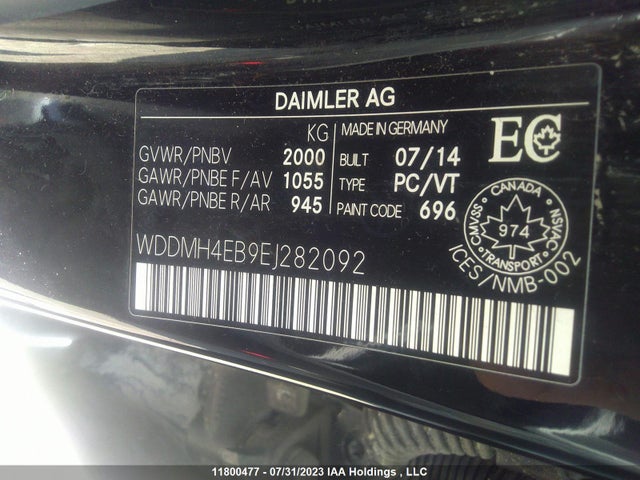 DAIMLER AG
KG
GVWR/PNBV 2000
GAWR/PNBE F/AV 1055
GAWR/PNBE R/AR 945
MADE IN GERMANY
BUILT 07/14
TYPE PC/VT
PAINT CODE 696
EC
CANADA
CMVSS 974 NSVAC
TRANSPORT
ICES/NMB-002
WDDMH4EB9EJ282092
11800477 - 07/31/2023 IAA Holdings , LLC